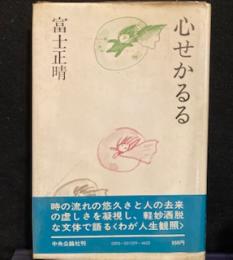 心せかるる
富士正晴
時の流れの悠久さと人の去来
の虚しさを凝視し、軽妙洒脱
な文体で語る〈わが人生観照〉
中央公論社刊